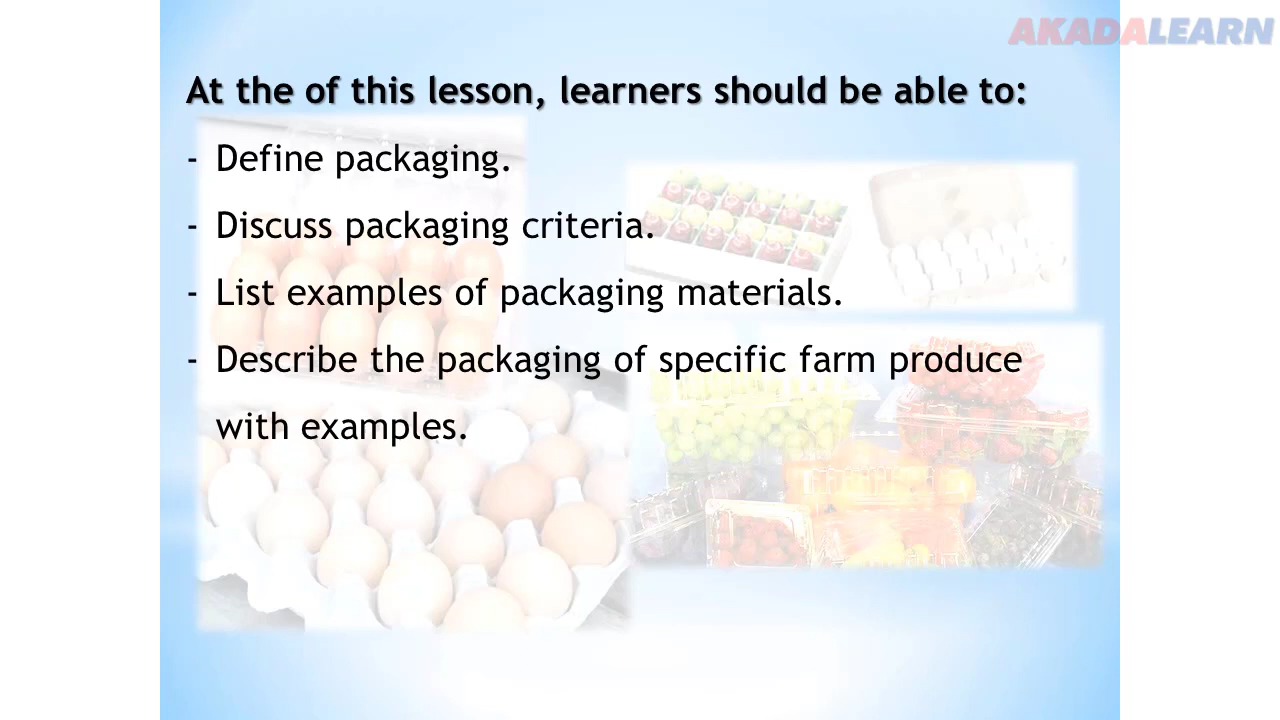 AKADALEARN
At the of this lesson, learners should be able to:
- Define packaging.
- Discuss packaging criteria.
- List examples of packaging materials.
- Describe the packaging of specific farm produce
with examples.